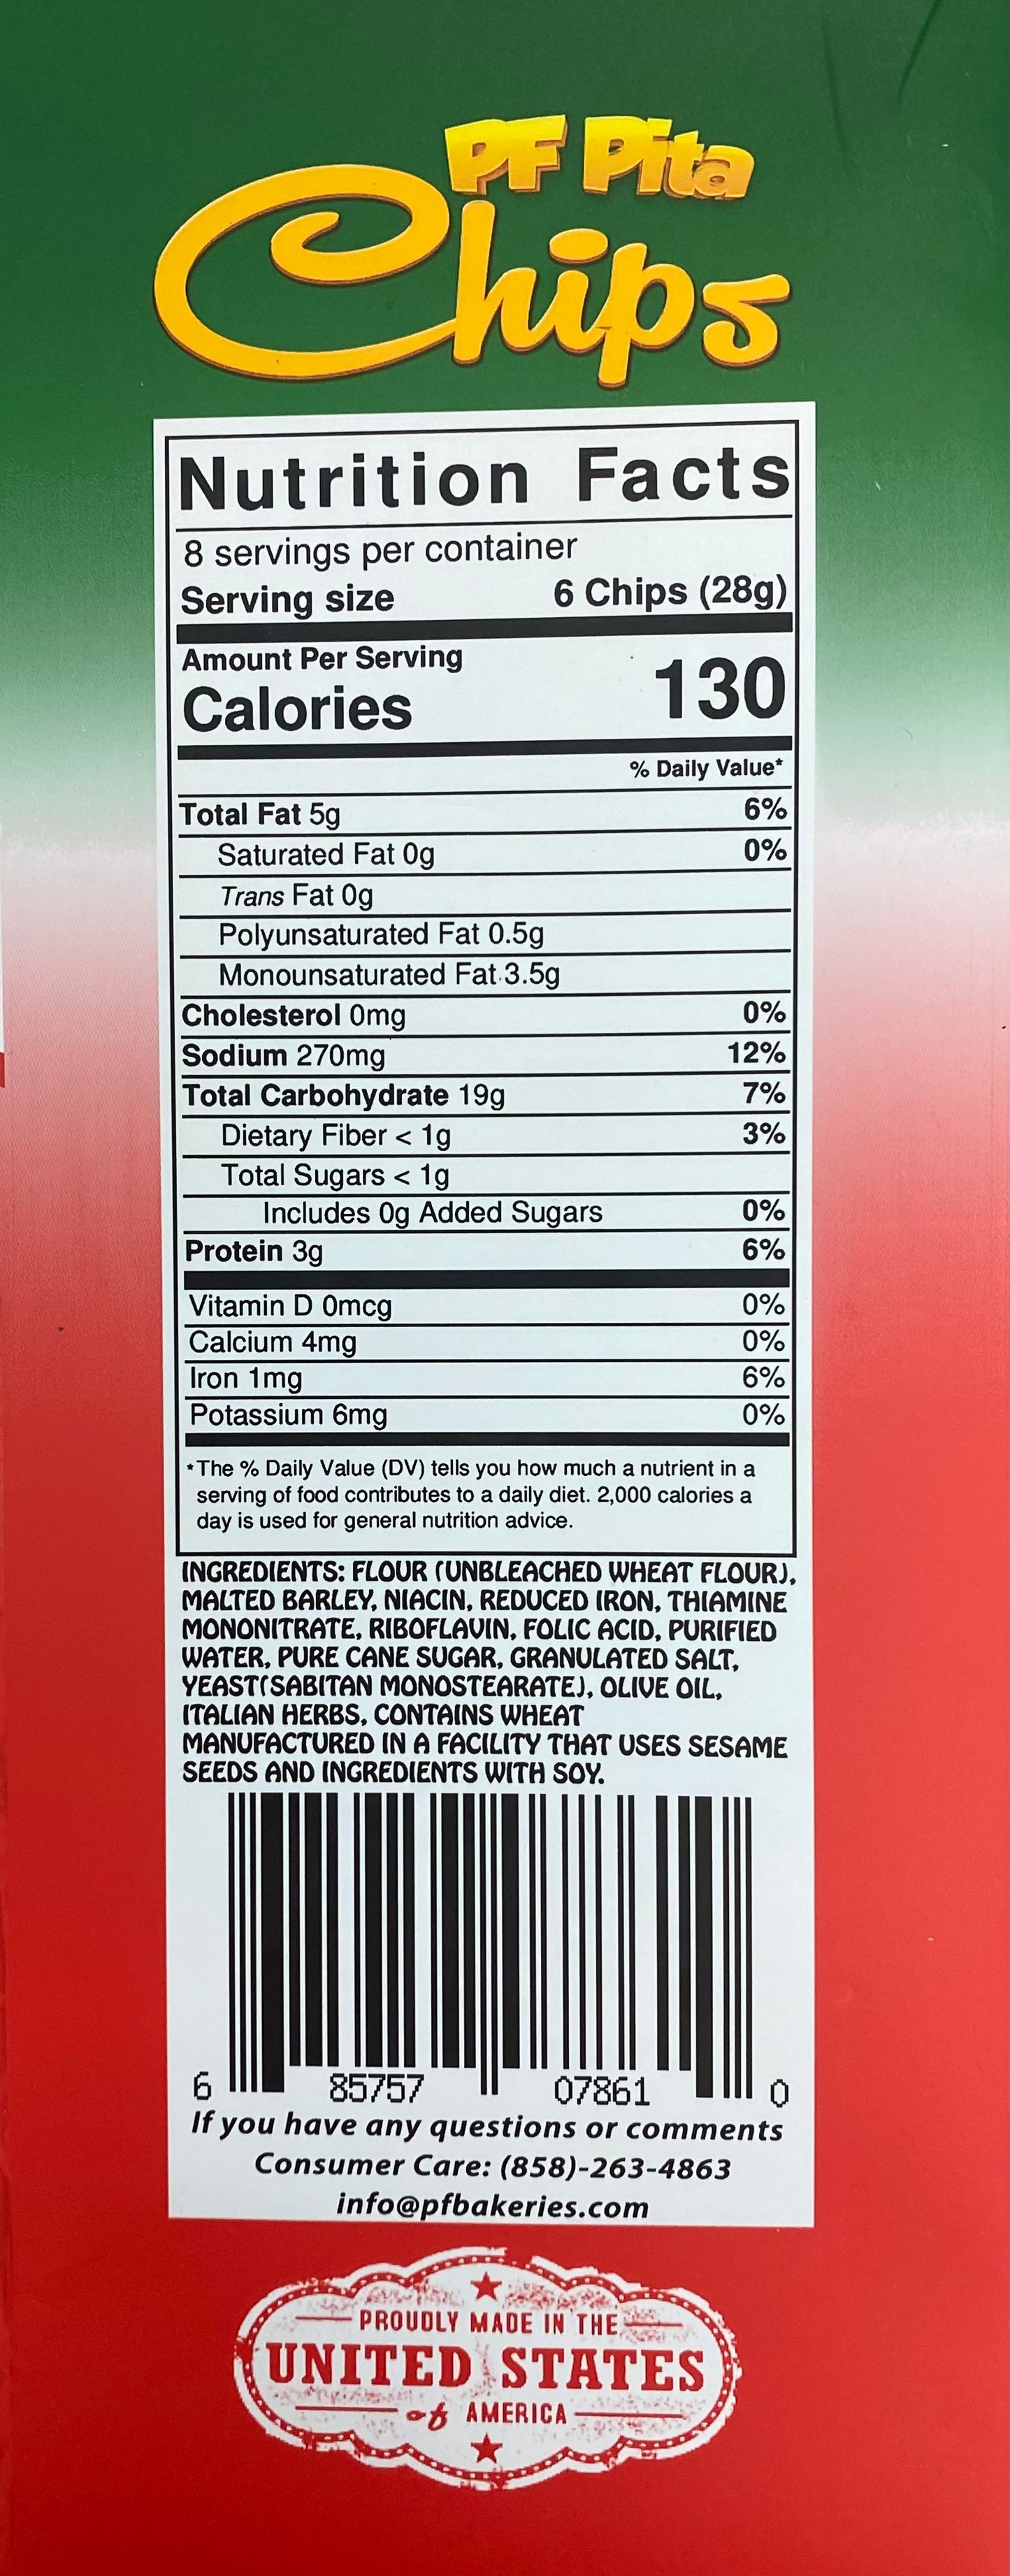 PF Pita
Chips
Nutrition Facts
8 servings per container
Serving size 6 Chips (28g)
Amount Per Serving
Calories 130
% Daily Value*
Total Fat 5g 6%
Saturated Fat 0g 0%
Trans Fat 0g
Polyunsaturated Fat 0.5g
Monounsaturated Fat 3.5g
Cholesterol 0mg 0%
Sodium 270mg 12%
Total Carbohydrate 19g 7%
Dietary Fiber < 1g 3%
Total Sugars < 1g
Includes 0g Added Sugars 0%
Protein 3g 6%
Vitamin D 0mcg 0%
Calcium 4mg 0%
Iron 1mg 6%
Potassium 6mg 0%
*The % Daily Value (DV) tells you how much a nutrient in a
serving of food contributes to a daily diet. 2,000 calories a
day is used for general nutrition advice.
INGREDIENTS: FLOUR (UNBLEACHED WHEAT FLOUR),
MALTED BARLEY, NIACIN, REDUCED IRON, THIAMINE
MONONITRATE, RIBOFLAVIN, FOLIC ACID, PURIFIED
WATER, PURE CANE SUGAR, GRANULATED SALT,
YEAST(SABITAN MONOSTEARATE), OLIVE OIL,
ITALIAN HERBS, CONTAINS WHEAT
MANUFACTURED IN A FACILITY THAT USES SESAME
SEEDS AND INGREDIENTS WITH SOY.
6 85757 07861 0
If you have any questions or comments
Consumer Care: (858)-263-4863
info@pfbakeries.com
PROUDLY MADE IN THE
UNITED STATES
of AMERICA